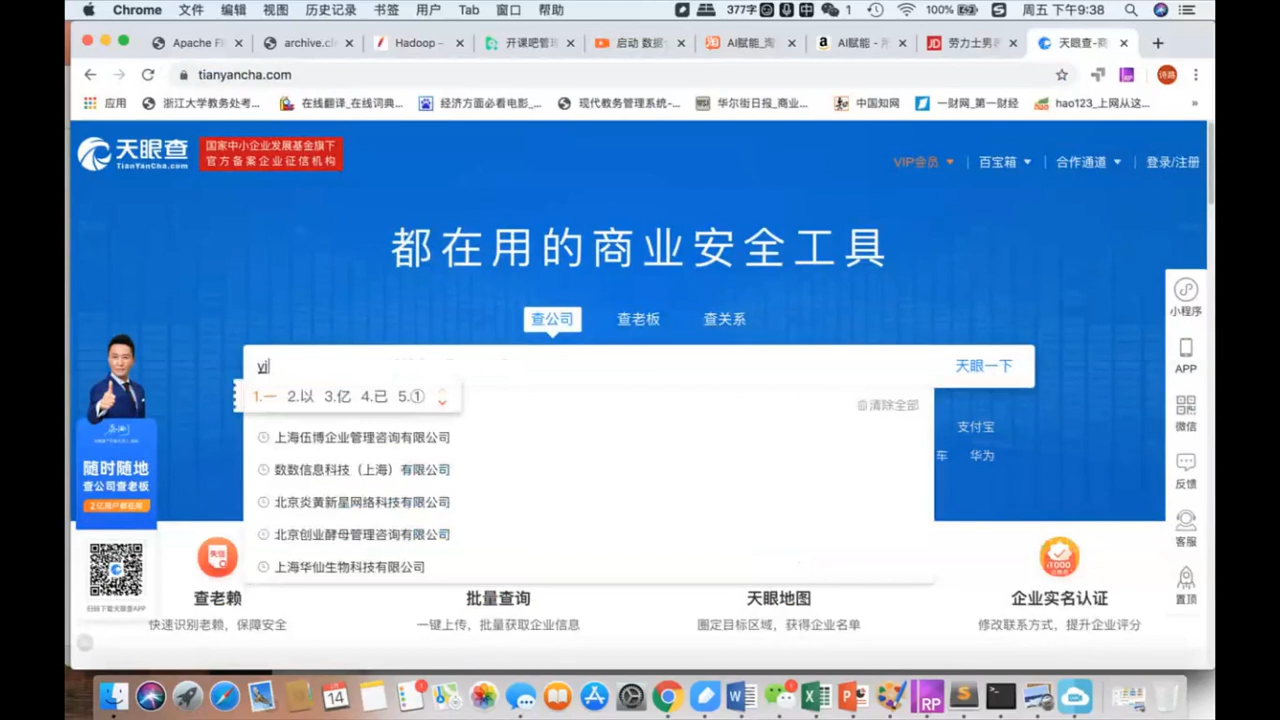 Chrome 文件 编辑 视图 历史记录 书签 用户 Tab 窗口 帮助 377字 中 1 100% 周五 下午9:38
Apache archive.cl Hadoop – 开课吧管 启动 数据 AI赋能_淘 a AI赋能 - JD 劳力士男 天眼查-商
tianyancha.com 诗路
应用 浙江大学教务处考... 在线翻译_在线词典... 经济方面必看电影_... 现代教务管理系统-... WSJ 华尔街日报_商业... 中国知网 一财网_第一财经 hao123_上网从这... »
天眼查
TianYanCha.com
国家中小企业发展基金旗下
官方备案企业征信机构
VIP会员 百宝箱 合作通道 登录/注册
都在用的商业安全工具
查公司 查老板 查关系
yi 天眼一下
1.一 2.以 3.亿 4.已 5.①
清除全部
上海伍博企业管理咨询有限公司
数数信息科技（上海）有限公司
北京炎黄新星网络科技有限公司
北京创业酵母管理咨询有限公司
上海华仙生物科技有限公司
支付宝
车 华为
小程序
APP
微信
反馈
客服
置顶
随时随地
查公司查老板
2亿用户都在用
扫码下载天眼查APP
失信
查老赖
快速识别老赖，保障安全
批量查询
一键上传，批量获取企业信息
天眼地图
圈定目标区域，获得企业名单
企业实名认证
修改联系方式，提升企业评分
14
RP